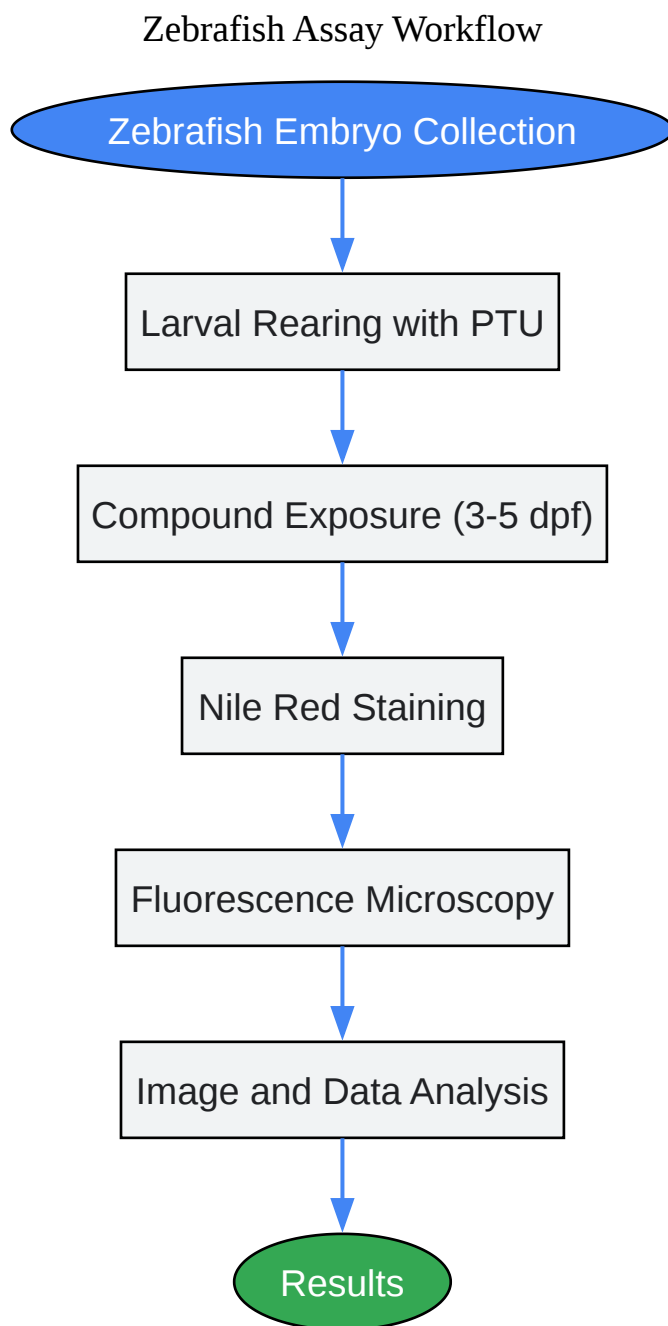 Zebrafish Assay Workflow
Zebrafish Embryo Collection
Larval Rearing with PTU
Compound Exposure (3-5 dpf)
Nile Red Staining
Fluorescence Microscopy
Image and Data Analysis
Results